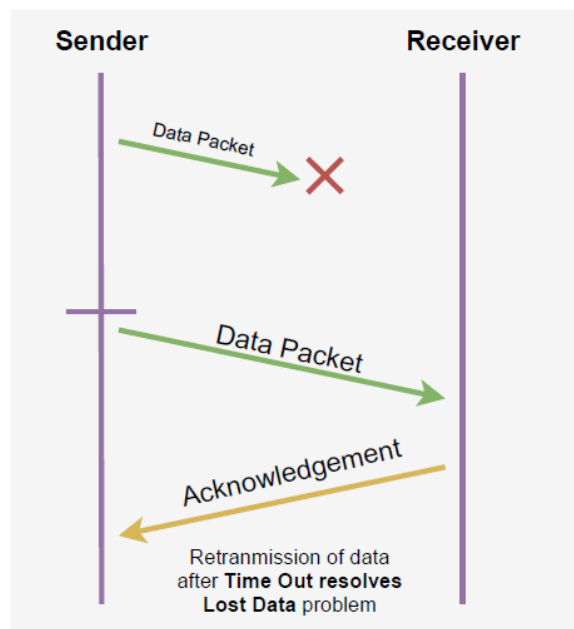 Sender
Receiver
Data Packet
Data Packet
Acknowledgement
Retranmission of data
after Time Out resolves
Lost Data problem